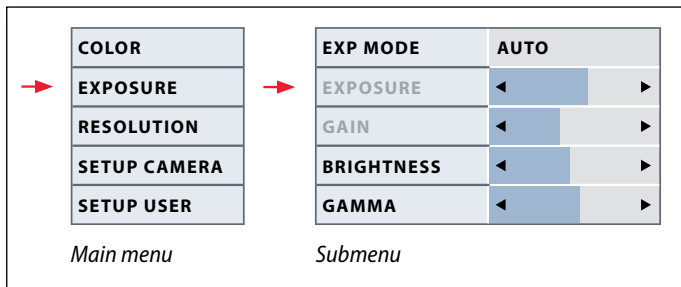 COLOR
EXPOSURE
RESOLUTION
SETUP CAMERA
SETUP USER
Main menu
EXP MODE AUTO
EXPOSURE
GAIN
BRIGHTNESS
GAMMA
Submenu